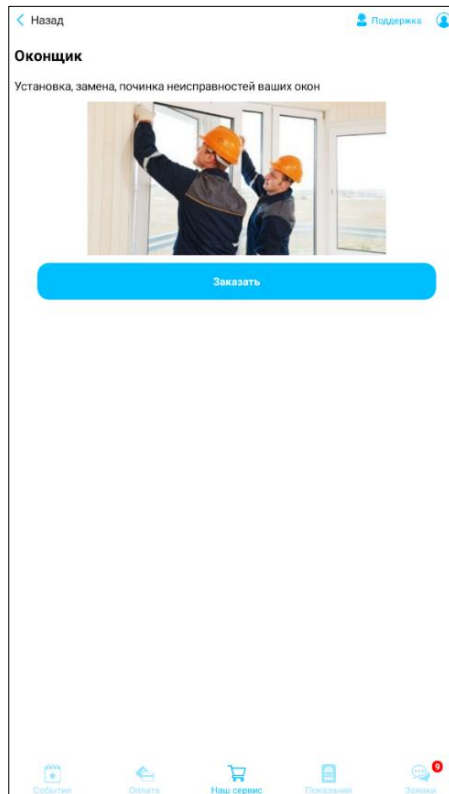 Назад
Поддержка
Оконщик
Установка, замена, починка неисправностей ваших окон
Заказать
9
События
Оплата
Наш сервис
Показания
Заявки